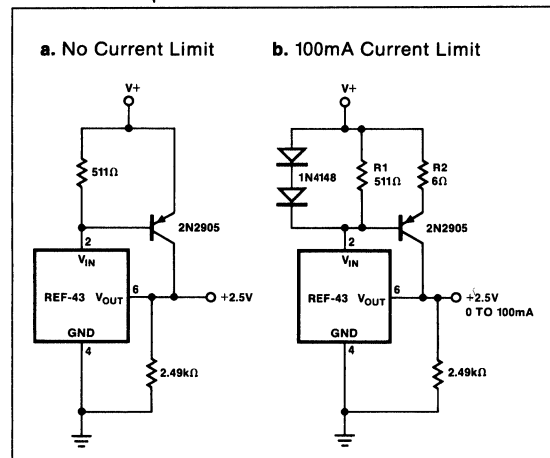 a. No Current Limit
V+
511Ω
2N2905
2
VIN
REF-43
VOUT
6
+2.5V
GND
4
2.49kΩ
b. 100mA Current Limit
V+
1N4148
R1
511Ω
R2
6Ω
2N2905
2
VIN
REF-43
VOUT
6
+2.5V
0 TO 100mA
GND
4
2.49kΩ